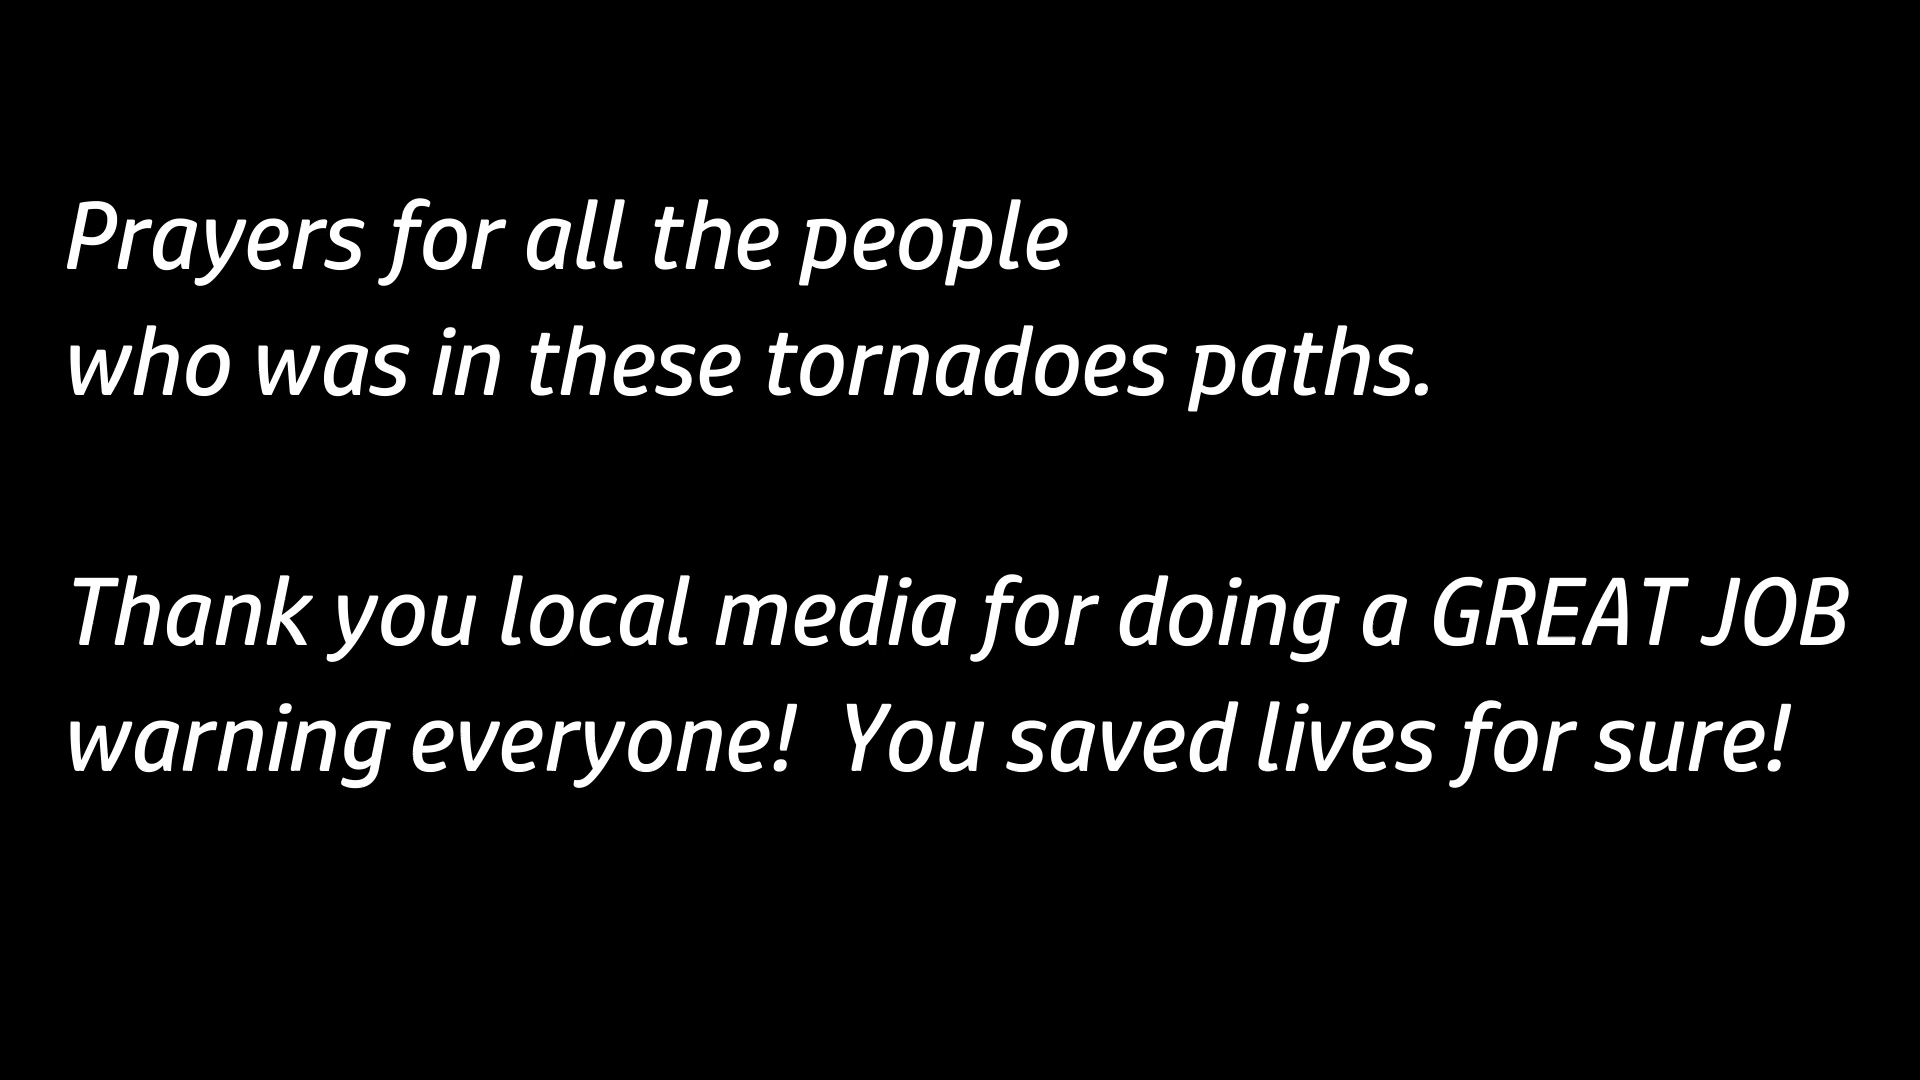 Prayers for all the people
who was in these tornadoes paths.
Thank you local media for doing a GREAT JOB
warning everyone!  You saved lives for sure!